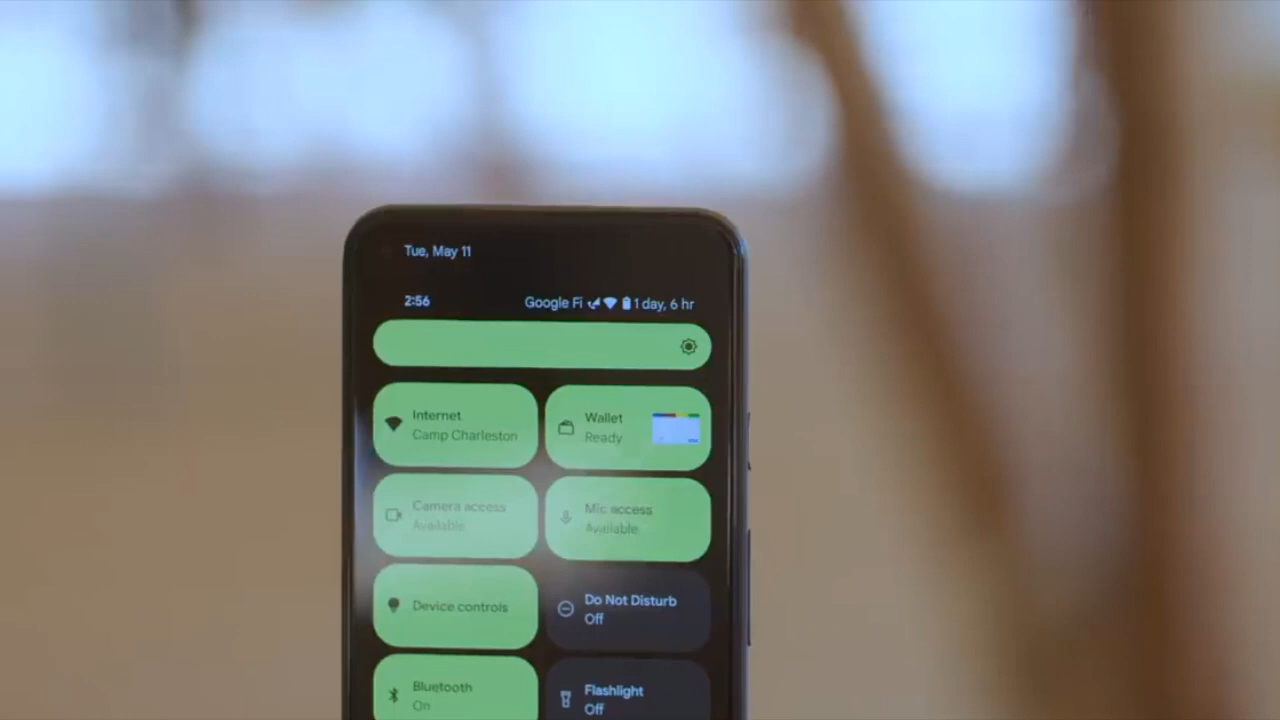 Tue, May 11
2:56
Google Fi 1 day, 6 hr
Internet
Camp Charleston
Wallet
Ready
Camera access
Available
Mic access
Available
Device controls
Do Not Disturb
Off
Bluetooth
On
Flashlight
Off